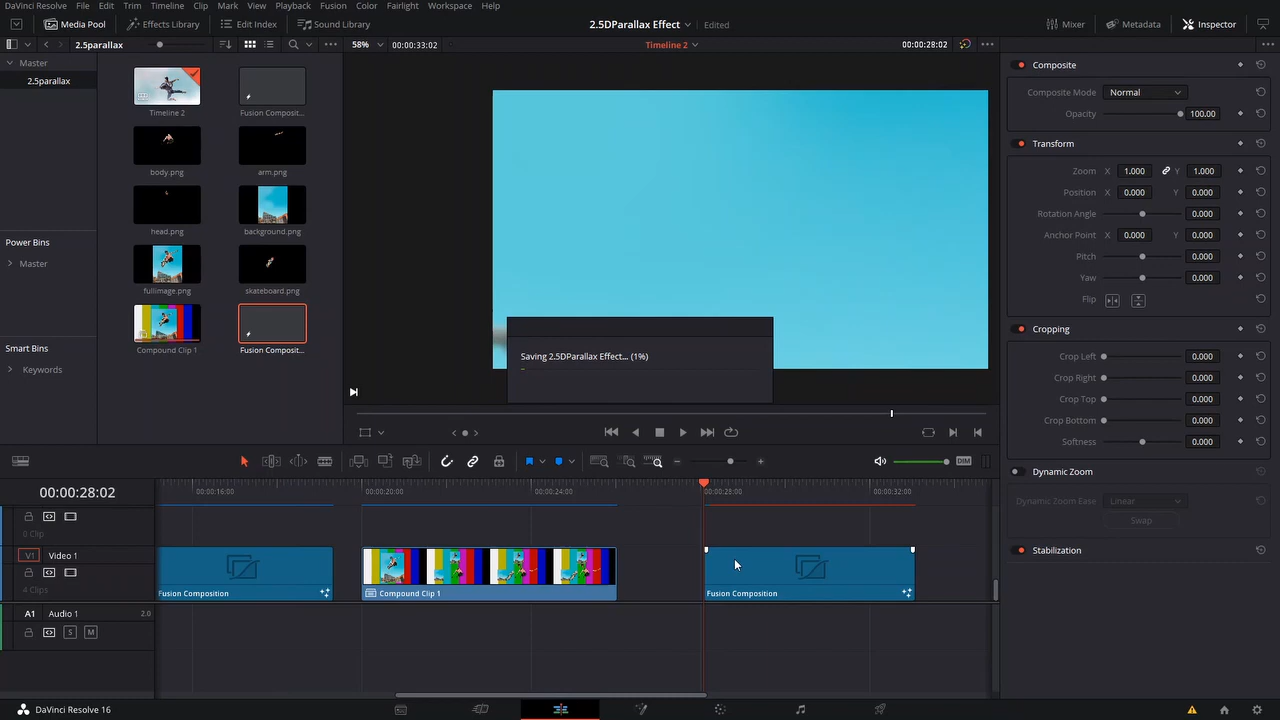 DaVinci Resolve File Edit Trim Timeline Clip Mark View Playback Fusion Color Fairlight Workspace Help
Media Pool Effects Library Edit Index Sound Library 2.5DParallax Effect Edited Mixer Metadata Inspector
2.5parallax 58% 00:00:33:02 Timeline 2 00:00:28:02
Master
2.5parallax
Timeline 2 Fusion Composit...
body.png arm.png
head.png background.png
fullimage.png skateboard.png
Compound Clip 1 Fusion Composit...
Power Bins
Master
Smart Bins
Keywords
Saving 2.5DParallax Effect... (1%)
Composite
Composite Mode Normal
Opacity 100.00
Transform
Zoom X 1.000 Y 1.000
Position X 0.000 Y 0.000
Rotation Angle 0.000
Anchor Point X 0.000 Y 0.000
Pitch 0.000
Yaw 0.000
Flip
Cropping
Crop Left 0.000
Crop Right 0.000
Crop Top 0.000
Crop Bottom 0.000
Softness 0.000
Dynamic Zoom
Dynamic Zoom Ease Linear
Swap
Stabilization
DIM
00:00:28:02 00:00:16:00 00:00:20:00 00:00:24:00 00:00:28:00 00:00:32:00
0 Clip
V1 Video 1
4 Clips
Fusion Composition Compound Clip 1 Fusion Composition
A1 Audio 1 2.0
S M
DaVinci Resolve 16